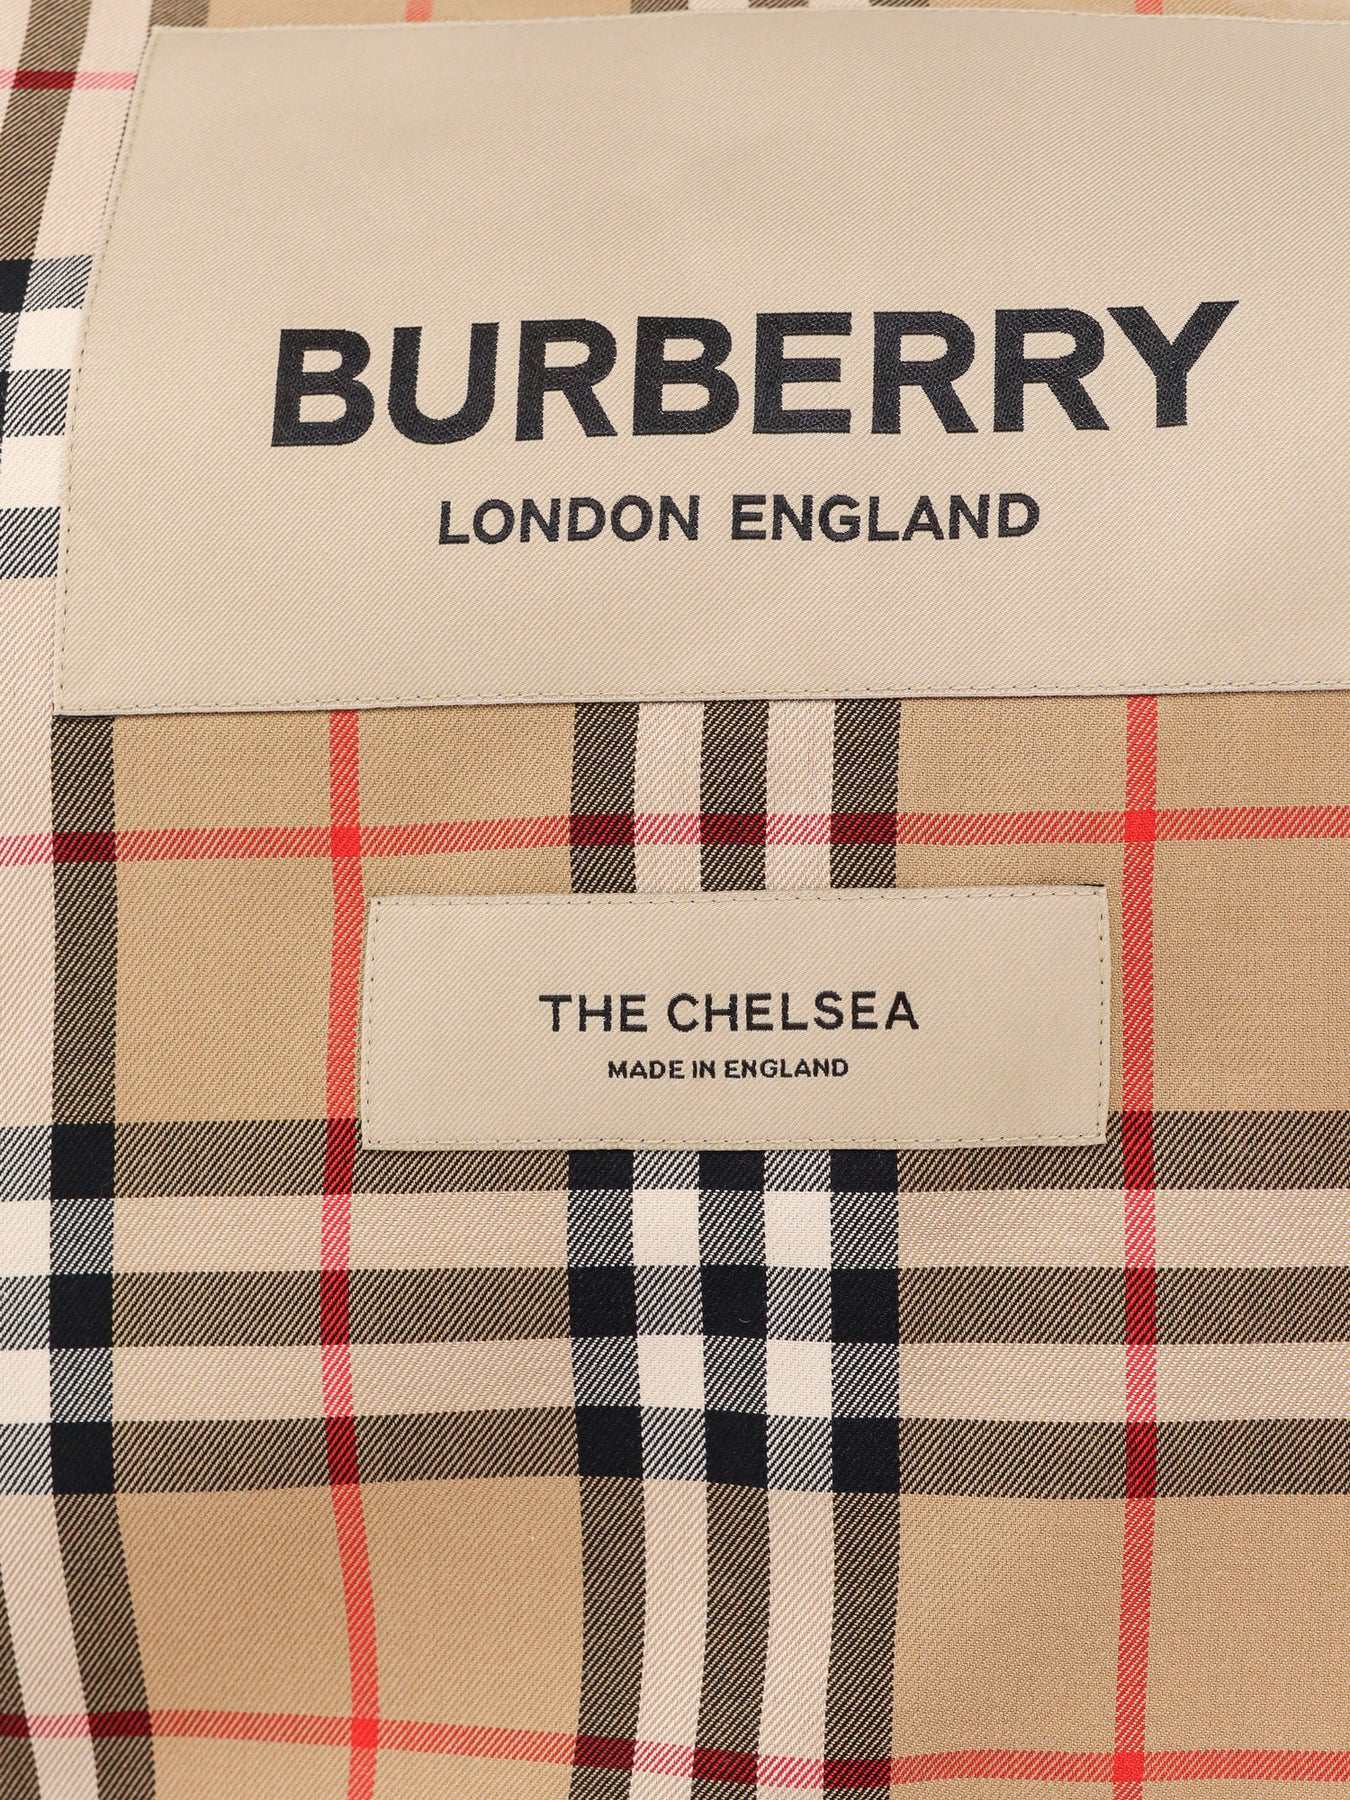 BURBERRY
LONDON ENGLAND
THE CHELSEA
MADE IN ENGLAND